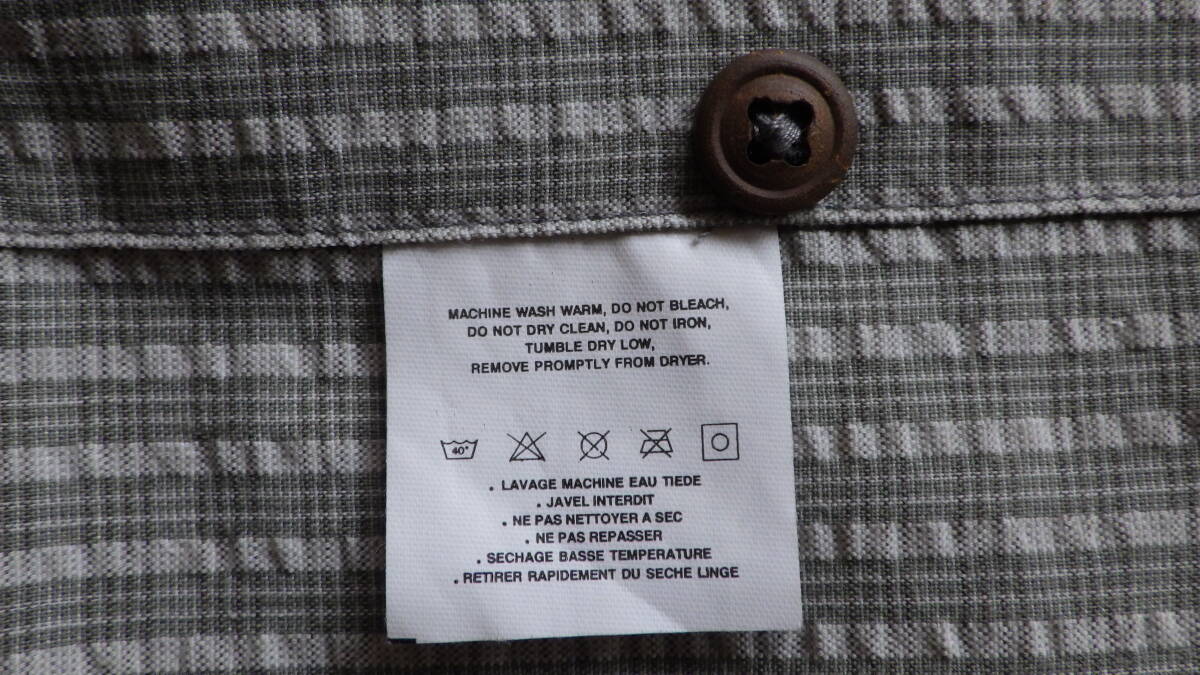 MACHINE WASH WARM, DO NOT BLEACH,
DO NOT DRY CLEAN, DO NOT IRON,
TUMBLE DRY LOW,
REMOVE PROMPTLY FROM DRYER.
40°
. LAVAGE MACHINE EAU TIEDE
. JAVEL INTERDIT
. NE PAS NETTOYER A SEC
. NE PAS REPASSER
. SECHAGE BASSE TEMPERATURE
. RETIRER RAPIDEMENT DU SECHE LINGE